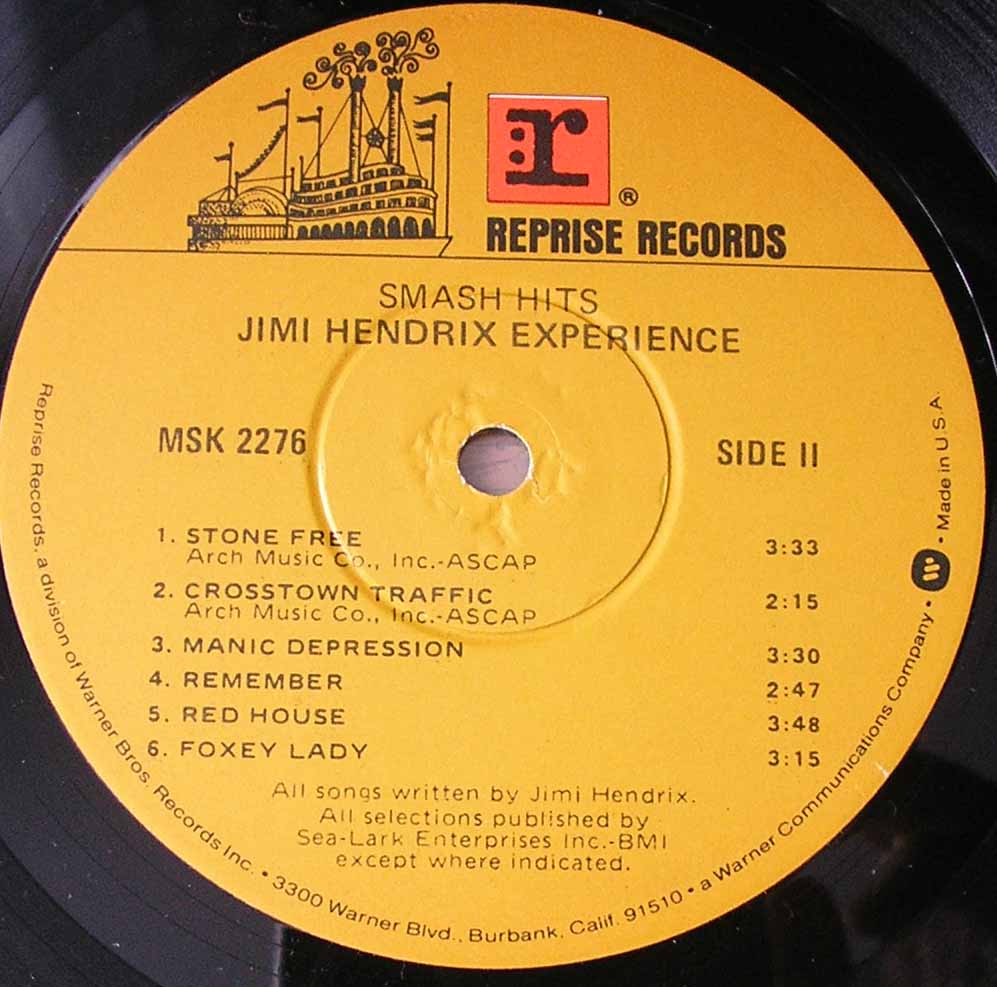 r
®
REPRISE RECORDS
SMASH HITS
JIMI HENDRIX EXPERIENCE
MSK 2276
SIDE II
1. STONE FREE 3:33
Arch Music Co., Inc.-ASCAP
2. CROSSTOWN TRAFFIC 2:15
Arch Music Co., Inc.-ASCAP
3. MANIC DEPRESSION 3:30
4. REMEMBER 2:47
5. RED HOUSE 3:48
6. FOXEY LADY 3:15
All songs written by Jimi Hendrix.
All selections published by
Sea-Lark Enterprises Inc.-BMI
except where indicated.
Reprise Records, a division of Warner Bros. Records Inc. • 3300 Warner Blvd., Burbank, Calif. 91510 • a Warner Communications Company • W • Made in U.S.A.